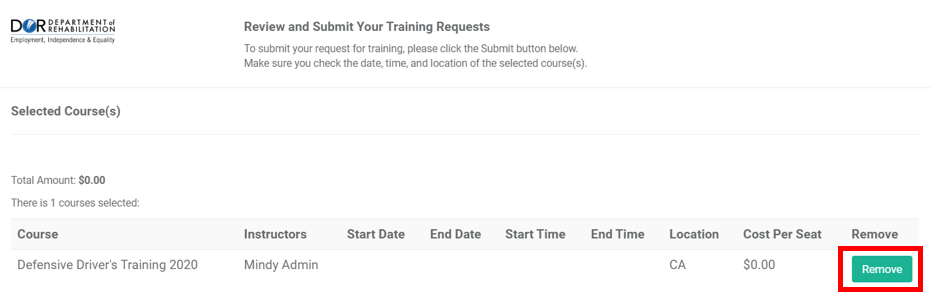 DOR DEPARTMENT of REHABILITATION
Employment, Independence & Equality
Review and Submit Your Training Requests
To submit your request for training, please click the Submit button below.
Make sure you check the date, time, and location of the selected course(s).
Selected Course(s)
Total Amount: $0.00
There is 1 courses selected:
Course Instructors Start Date End Date Start Time End Time Location Cost Per Seat Remove
Defensive Driver's Training 2020 Mindy Admin CA $0.00 Remove